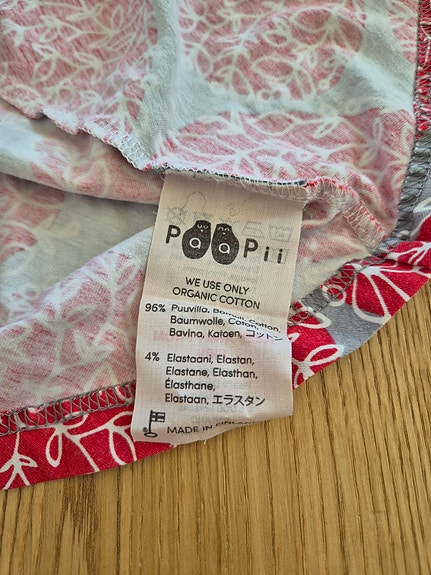 PaaPii
WE USE ONLY
ORGANIC COTTON
96% Puuvilla, Bomull, Cotton,
Baumwolle, Coton,
Bavlna, Katoen, コットン
4% Elastaani, Elastan,
Elastane, Elasthan,
Élasthane,
Elastaan, エラスタン
MADE IN FINLAND